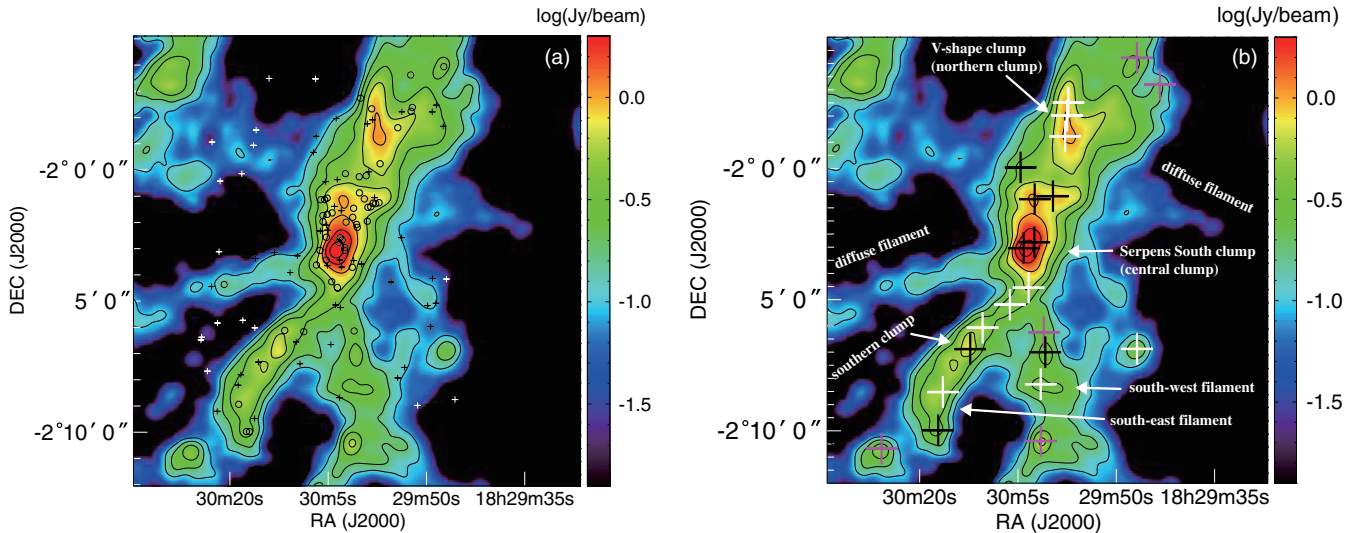 log(Jy/beam)
(a)
0.0
-0.5
-1.0
-1.5
-2° 0′ 0″
5′ 0″
-2° 10′ 0″
DEC (J2000)
30m20s
30m05s
29m50s
18h29m35s
RA (J2000)
log(Jy/beam)
(b)
V-shape clump
(northern clump)
diffuse filament
diffuse filament
Serpens South clump
(central clump)
southern clump
south-west filament
south-east filament
0.0
-0.5
-1.0
-1.5
-2° 0′ 0″
5′ 0″
-2° 10′ 0″
DEC (J2000)
30m20s
30m05s
29m50s
18h29m35s
RA (J2000)